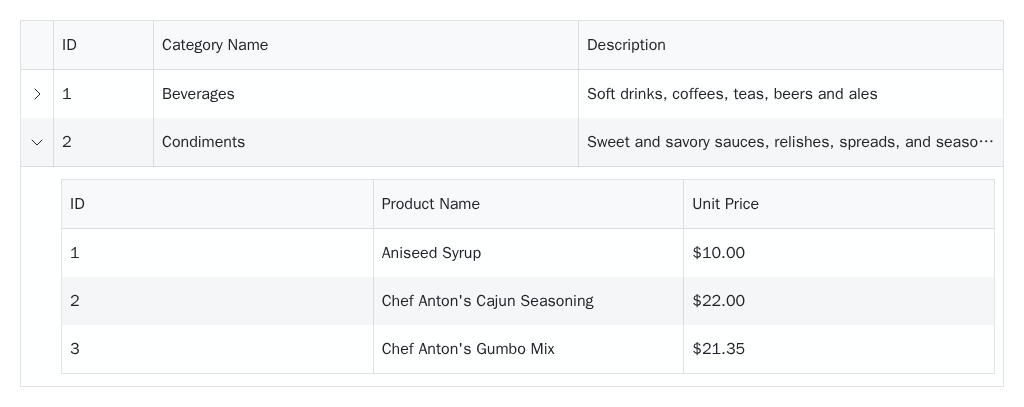 ID Category Name Description
1 Beverages Soft drinks, coffees, teas, beers and ales
2 Condiments Sweet and savory sauces, relishes, spreads, and seaso⋯
ID Product Name Unit Price
1 Aniseed Syrup $10.00
2 Chef Anton's Cajun Seasoning $22.00
3 Chef Anton's Gumbo Mix $21.35